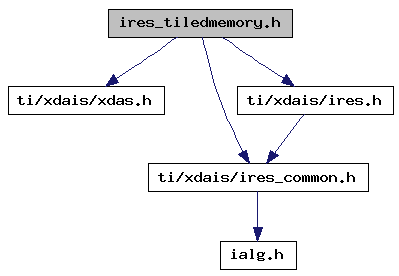 ires_tiledmemory.h
ti/xdais/xdas.h
ti/xdais/ires.h
ti/xdais/ires_common.h
ialg.h